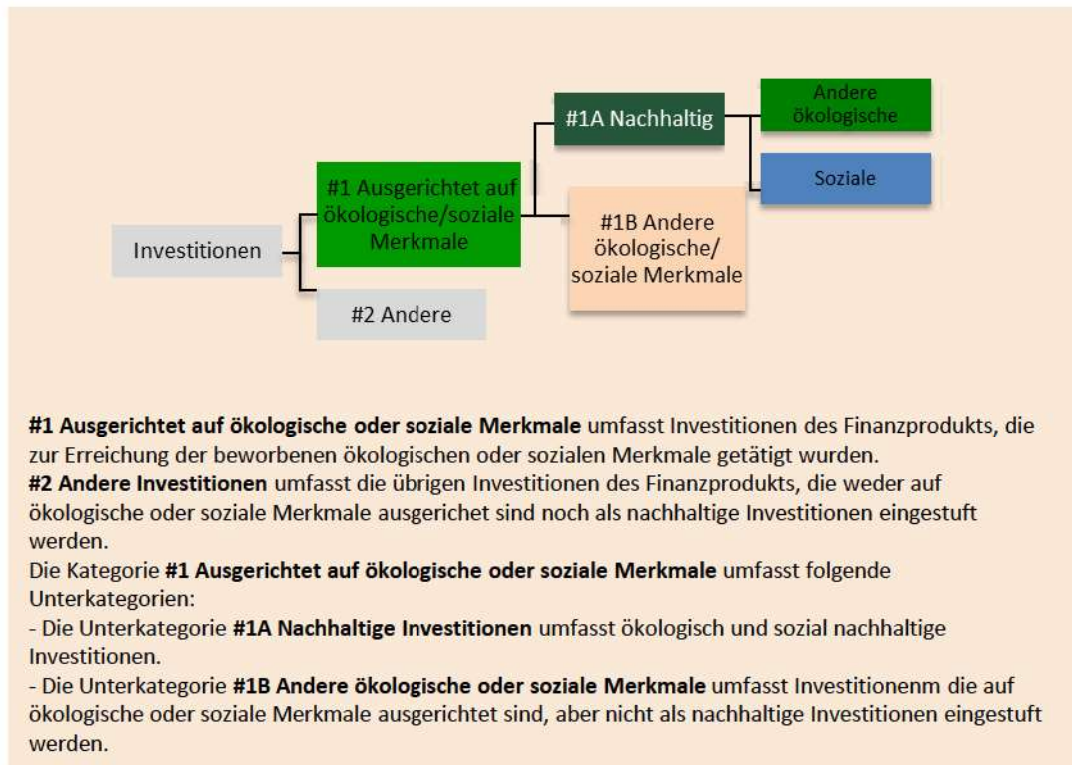 Andere
ökologische
#1A Nachhaltig
Soziale
#1 Ausgerichtet auf
ökologische/soziale
Merkmale
#1B Andere
ökologische/
soziale Merkmale
Investitionen
#2 Andere
#1 Ausgerichtet auf ökologische oder soziale Merkmale umfasst Investitionen des Finanzprodukts, die
zur Erreichung der beworbenen ökologischen oder sozialen Merkmale getätigt wurden.
#2 Andere Investitionen umfasst die übrigen Investitionen des Finanzprodukts, die weder auf
ökologische oder soziale Merkmale ausgerichet sind noch als nachhaltige Investitionen eingestuft
werden.
Die Kategorie #1 Ausgerichtet auf ökologische oder soziale Merkmale umfasst folgende
Unterkategorien:
- Die Unterkategorie #1A Nachhaltige Investitionen umfasst ökologisch und sozial nachhaltige
Investitionen.
- Die Unterkategorie #1B Andere ökologische oder soziale Merkmale umfasst Investitionenm die auf
ökologische oder soziale Merkmale ausgerichtet sind, aber nicht als nachhaltige Investitionen eingestuft
werden.